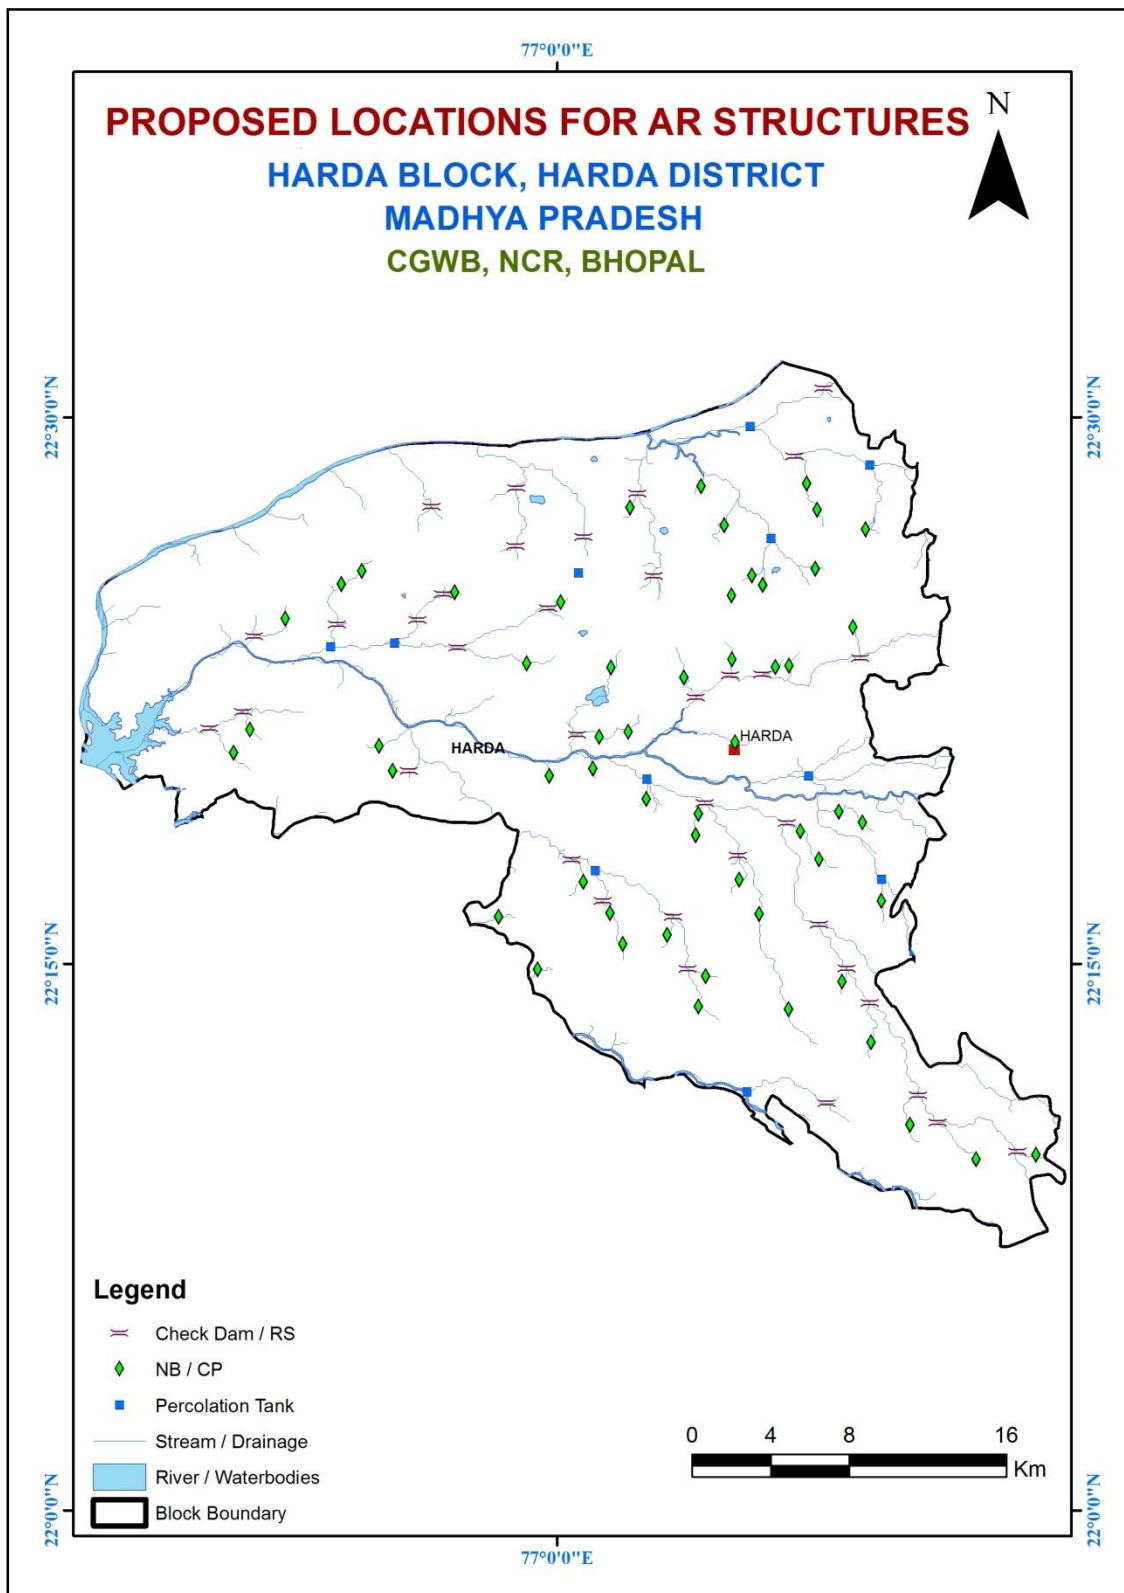 77°0'0"E
PROPOSED LOCATIONS FOR AR STRUCTURES
N
HARDA BLOCK, HARDA DISTRICT
MADHYA PRADESH
CGWB, NCR, BHOPAL
22°30'0"N
22°30'0"N
HARDA
HARDA
22°15'0"N
22°15'0"N
Legend
Check Dam / RS
NB / CP
Percolation Tank
Stream / Drainage
River / Waterbodies
Block Boundary
0 4 8 16
Km
22°0'0"N
22°0'0"N
77°0'0"E